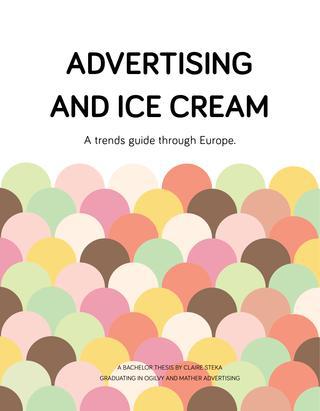 ADVERTISING
AND ICE CREAM
A trends guide through Europe.
A BACHELOR THESIS BY CLAIRE STEKA
GRADUATING IN OGILVY AND MATHER ADVERTISING